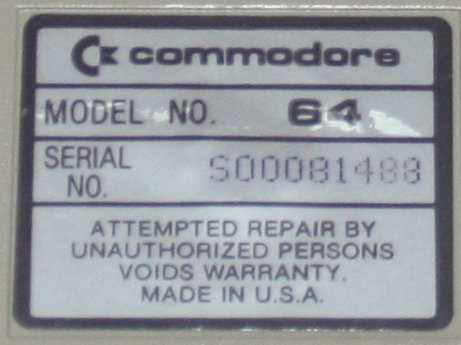 commodore
MODEL NO. 64
SERIAL NO. S00081488
ATTEMPTED REPAIR BY
UNAUTHORIZED PERSONS
VOIDS WARRANTY.
MADE IN U.S.A.